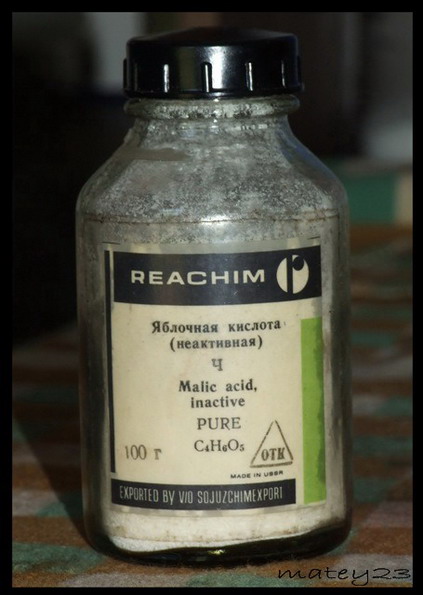 REACHIM
Яблочная кислота
(неактивная)
Ч
Malic acid,
inactive
PURE
C₄H₆O₅
100 г
ОТК
MADE IN USSR
EXPORTED BY V/O SOJUZCHIMEXPORT
matey23